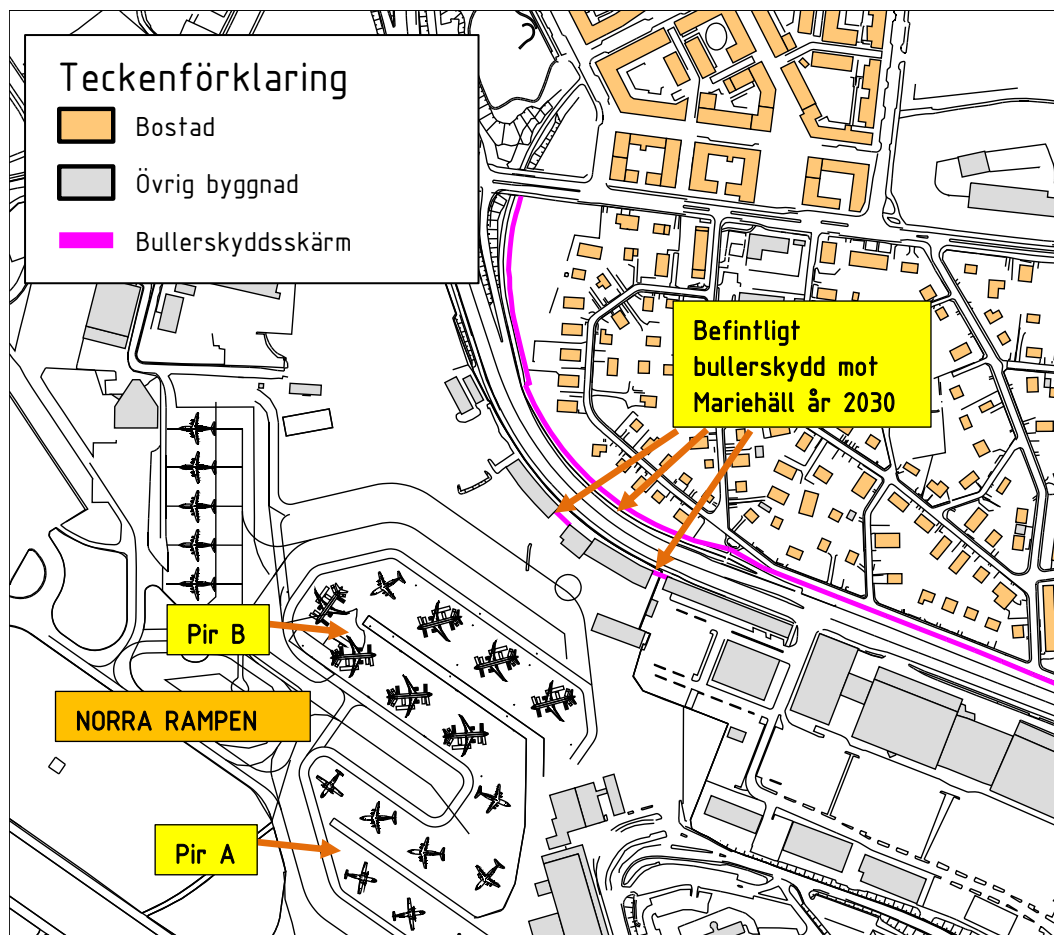 Teckenförklaring
Bostad
Övrig byggnad
Bullerskyddsskärm
Befintligt
bullerskydd mot
Mariehäll år 2030
Pir B
NORRA RAMPEN
Pir A